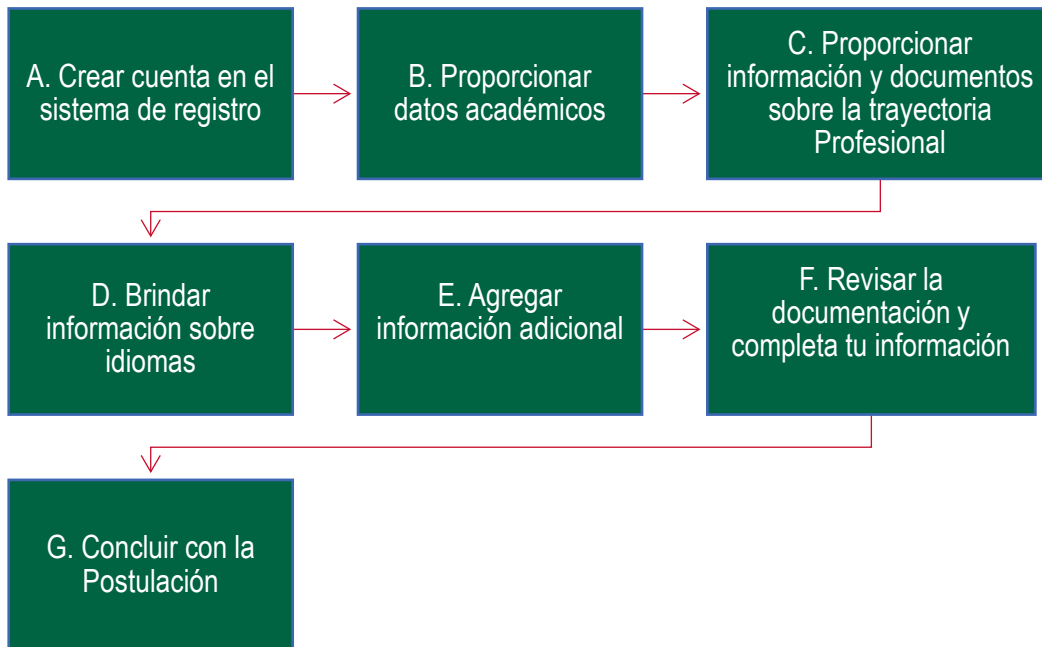 A. Crear cuenta en el
sistema de registro
B. Proporcionar
datos académicos
C. Proporcionar
información y documentos
sobre la trayectoria
Profesional
D. Brindar
información sobre
idiomas
E. Agregar
información adicional
F. Revisar la
documentación y
completa tu información
G. Concluir con la
Postulación